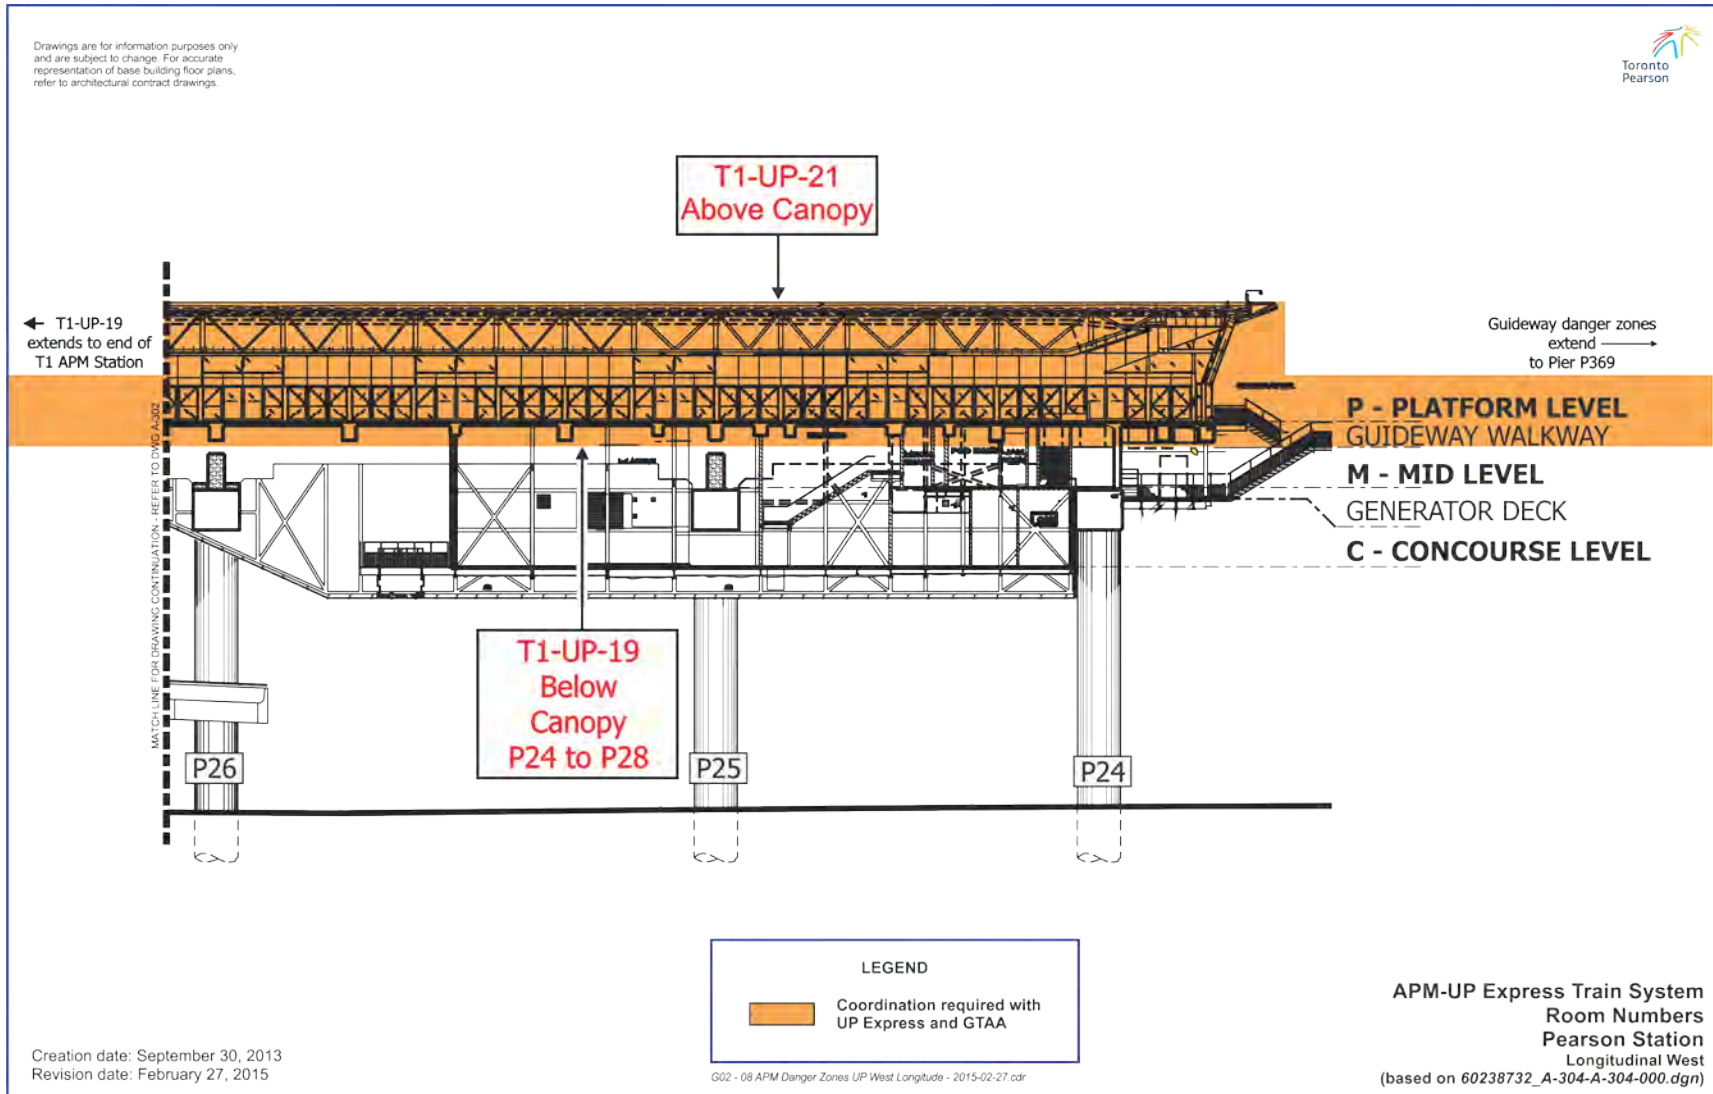 Drawings are for information purposes only
and are subject to change. For accurate
representation of base building floor plans,
refer to architectural contract drawings.
Toronto
Pearson
T1-UP-21
Above Canopy
T1-UP-19
extends to end of
T1 APM Station
Guideway danger zones
extend
to Pier P369
P - PLATFORM LEVEL
GUIDEWAY WALKWAY
M - MID LEVEL
GENERATOR DECK
C - CONCOURSE LEVEL
MATCH LINE FOR DRAWING CONTINUATION - REFER TO DWG A-302
T1-UP-19
Below
Canopy
P24 to P28
P26
P25
P24
LEGEND
Coordination required with
UP Express and GTAA
G02 - 08 APM Danger Zones UP West Longitude - 2015-02-27.cdr
Creation date: September 30, 2013
Revision date: February 27, 2015
APM-UP Express Train System
Room Numbers
Pearson Station
Longitudinal West
(based on 60238732_A-304-A-304-000.dgn)